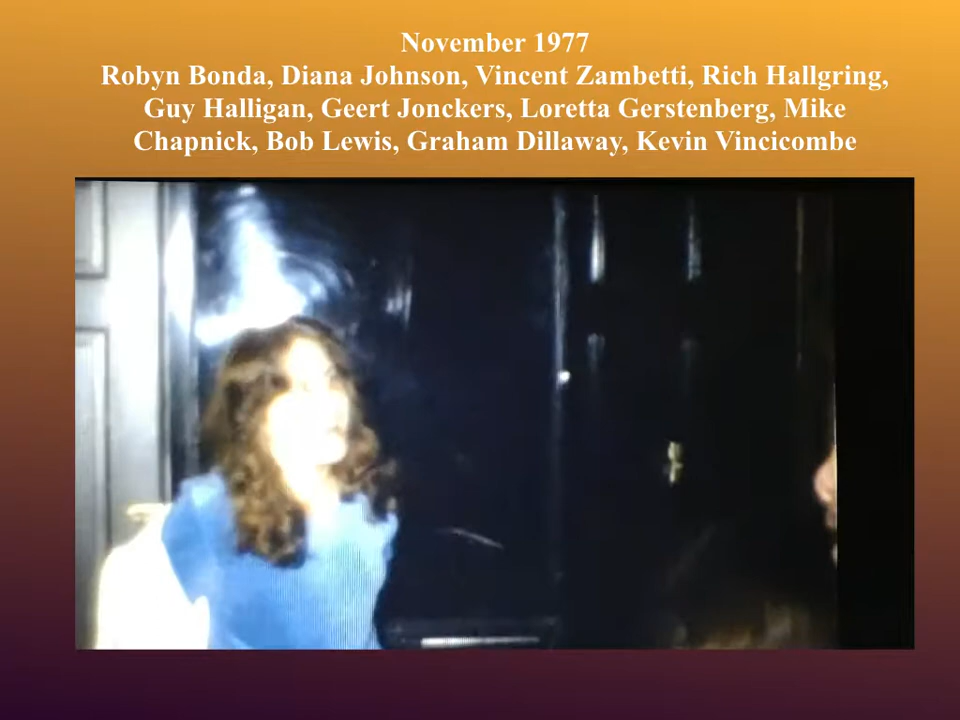 November 1977
Robyn Bonda, Diana Johnson, Vincent Zambetti, Rich Hallgring,
Guy Halligan, Geert Jonckers, Loretta Gerstenberg, Mike
Chapnick, Bob Lewis, Graham Dillaway, Kevin Vincicombe